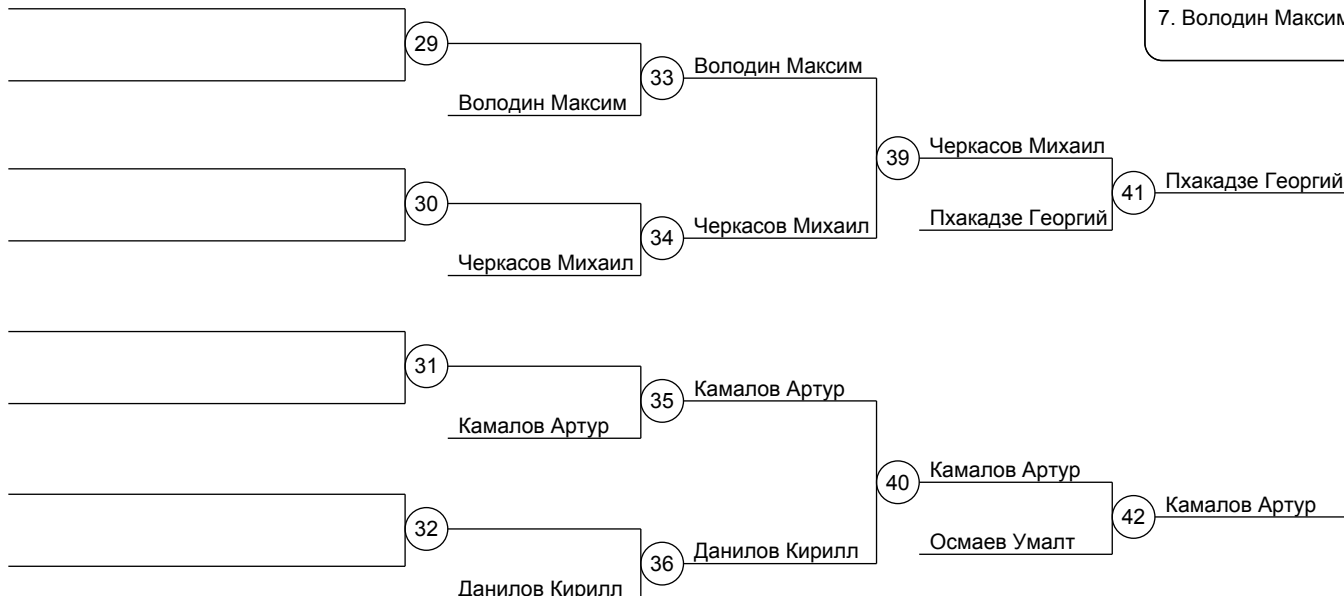 7. Володин Максим
29
Володин Максим
33
Володин Максим
Черкасов Михаил
39
Пхакадзе Георгий
41
Пхакадзе Георгий
30
Черкасов Михаил
34
Черкасов Михаил
31
Камалов Артур
35
Камалов Артур
Камалов Артур
40
Осмаев Умалт
42
Камалов Артур
32
Данилов Кирилл
36
Данилов Кирилл